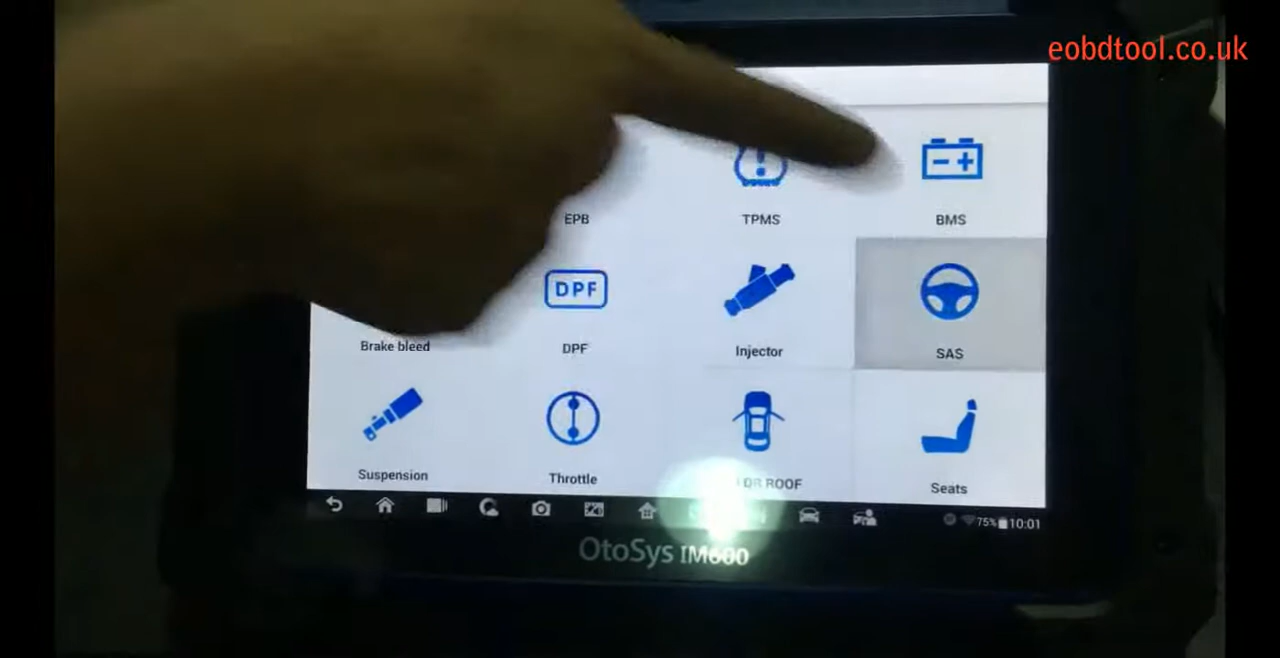 eobdtool.co.uk
EPB
TPMS
BMS
Brake bleed
DPF
DPF
Injector
SAS
Suspension
Throttle
DR ROOF
Seats
75% 10:01
OtoSys IM600